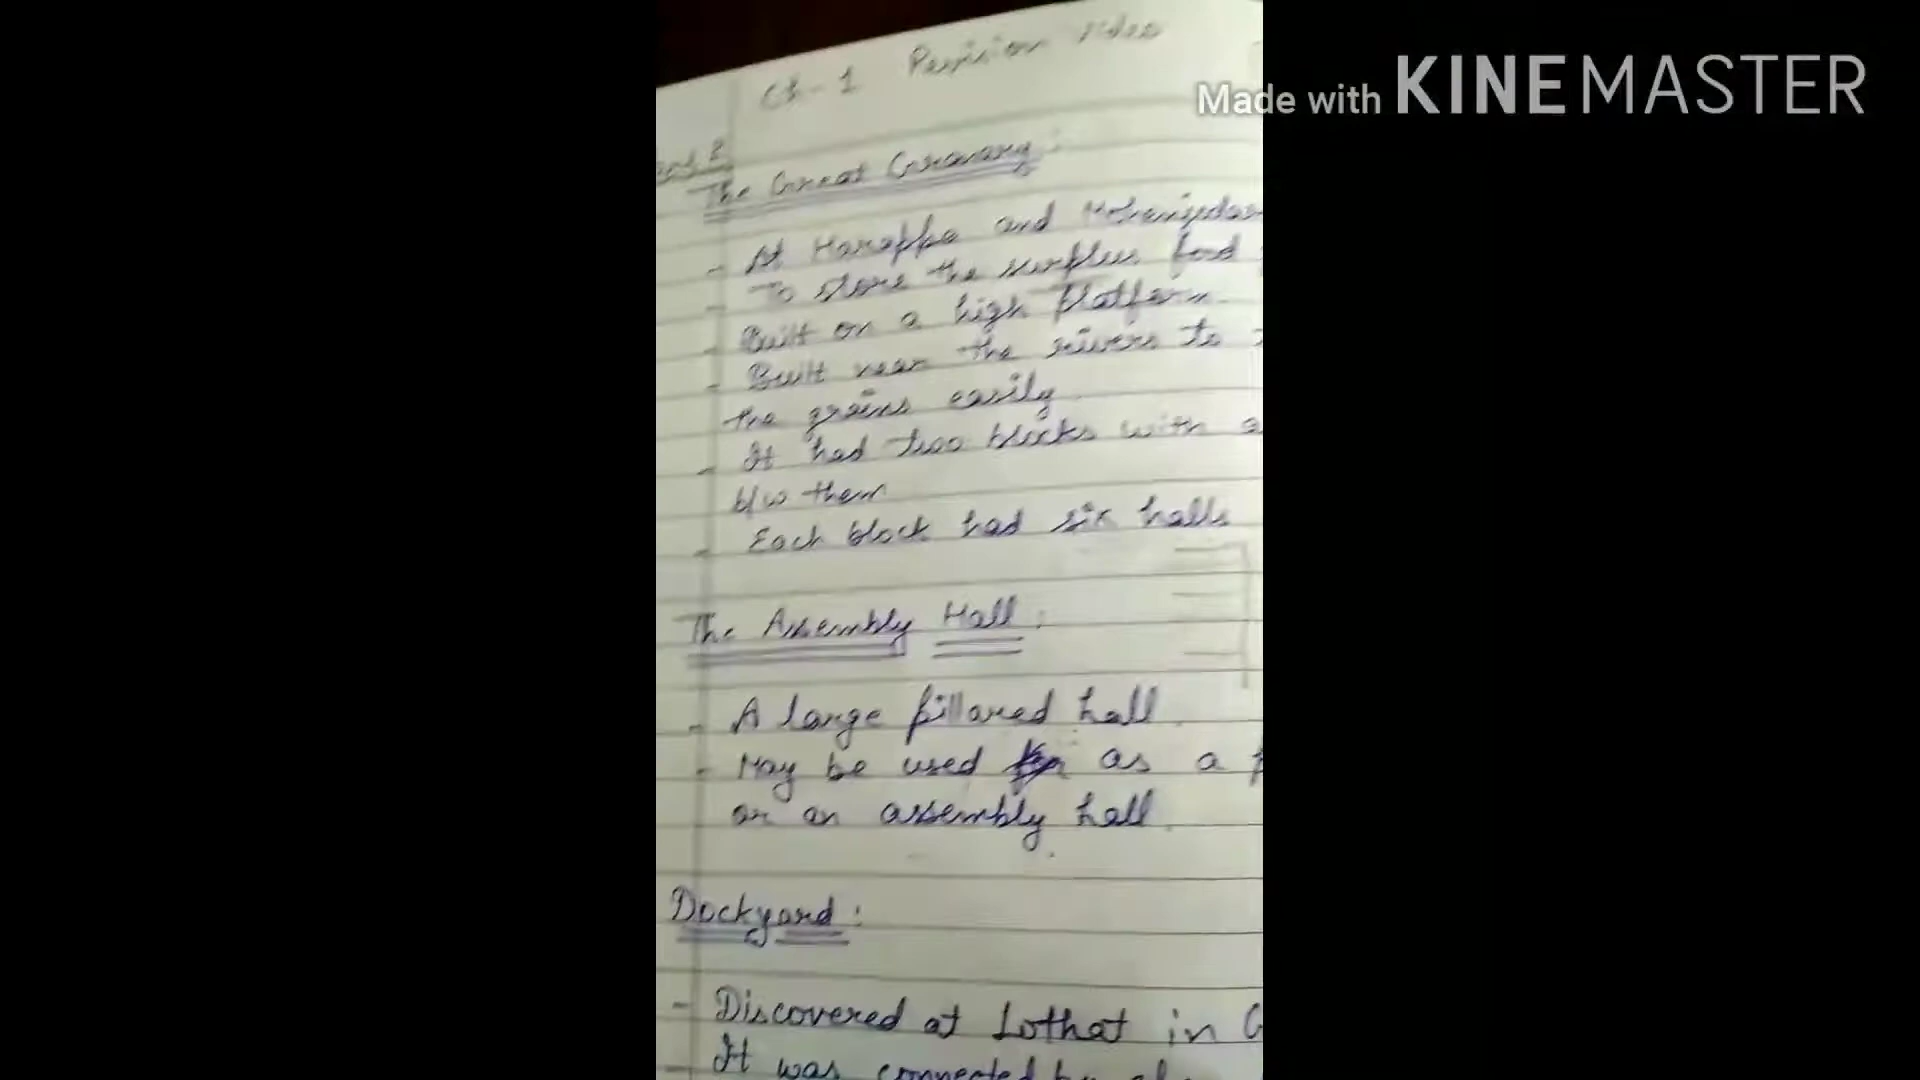 Ch-1 Revision video
Made with KINEMASTER
The Great Granary :
- At Harappa and Mohenjodaro
- To store the surplus food
- Built on a high platform.
- Built near the rivers to
the grains easily.
- It had two blocks with a
b/w them
- Each block had six halls
The Assembly Hall :
- A large pillared hall.
- May be used as a
or an assembly hall.
Dockyard :
- Discovered at Lothat in G
- It was connected by